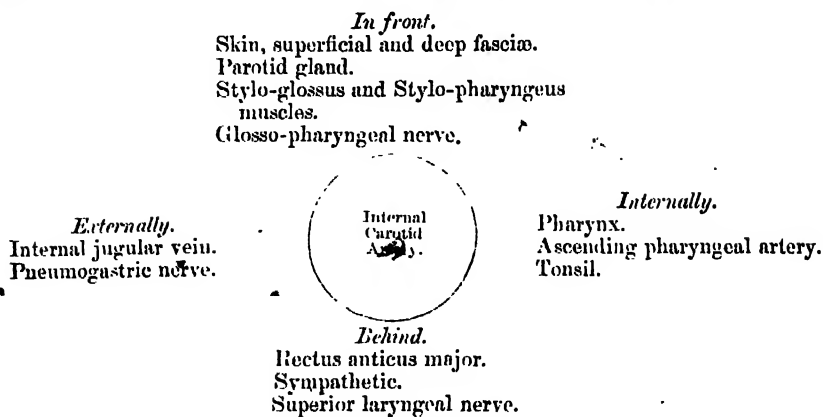 In front.
Skin, superficial and deep fasciæ.
Parotid gland.
Stylo-glossus and Stylo-pharyngeus
muscles.
Glosso-pharyngeal nerve.
Externally.
Internal jugular vein.
Pneumogastric nerve.
Internal
Carotid
Artery.
Internally.
Pharynx.
Ascending pharyngeal artery.
Tonsil.
Behind.
Rectus anticus major.
Sympathetic.
Superior laryngeal nerve.